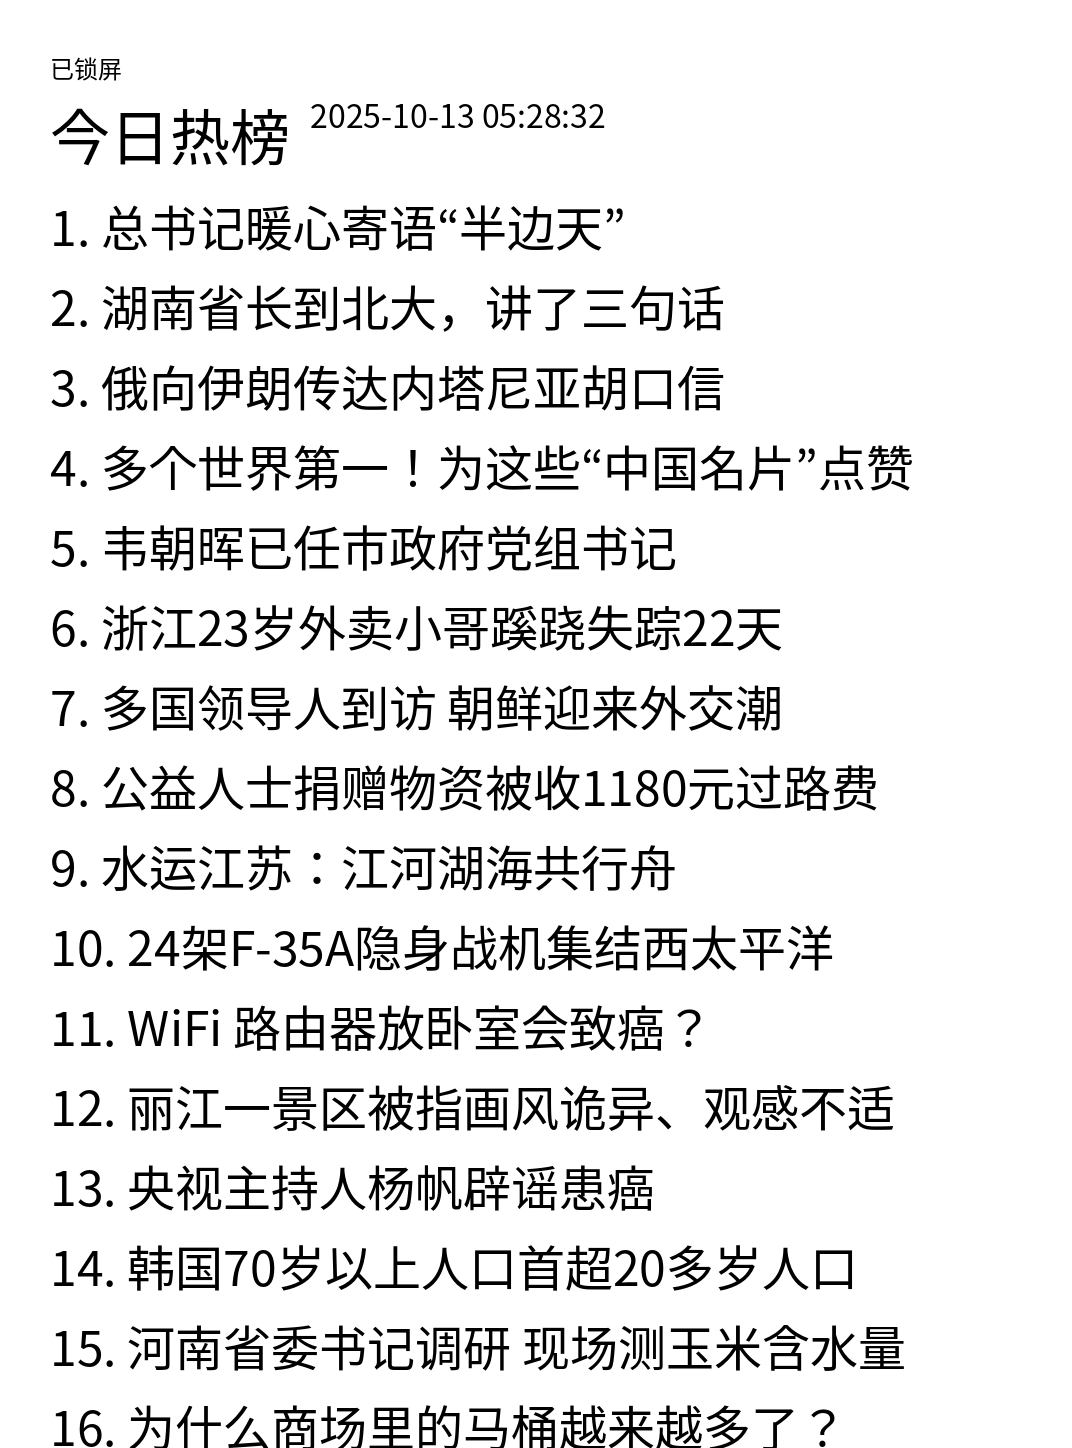 已锁屏
今日热榜 2025-10-13 05:28:32
1. 总书记暖心寄语“半边天”
2. 湖南省长到北大，讲了三句话
3. 俄向伊朗传达内塔尼亚胡口信
4. 多个世界第一！为这些“中国名片”点赞
5. 韦朝晖已任市政府党组书记
6. 浙江23岁外卖小哥蹊跷失踪22天
7. 多国领导人到访 朝鲜迎来外交潮
8. 公益人士捐赠物资被收1180元过路费
9. 水运江苏：江河湖海共行舟
10. 24架F-35A隐身战机集结西太平洋
11. WiFi 路由器放卧室会致癌？
12. 丽江一景区被指画风诡异、观感不适
13. 央视主持人杨帆辟谣患癌
14. 韩国70岁以上人口首超20多岁人口
15. 河南省委书记调研 现场测玉米含水量
16. 为什么商场里的马桶越来越多了？